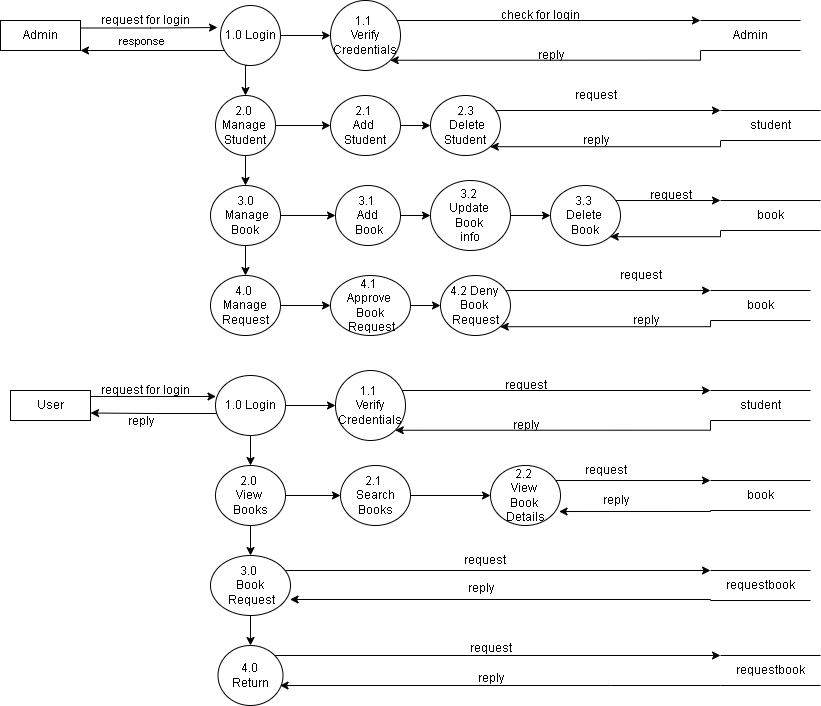 request for login
Admin
response
1.0 Login
1.1
Verify
Credentials
check for login
Admin
reply
2.0
Manage
Student
2.1
Add
Student
2.3
Delete
Student
request
student
reply
3.0
Manage
Book
3.1
Add
Book
3.2
Update
Book
info
3.3
Delete
Book
request
book
reply
4.0
Manage
Request
4.1
Approve
Book
Request
4.2 Deny
Book
Request
request
book
reply
request for login
User
reply
1.0 Login
1.1
Verify
Credentials
request
student
reply
2.0
View
Books
2.1
Search
Books
2.2
View
Book
Details
request
book
reply
3.0
Book
Request
request
requestbook
reply
4.0
Return
request
requestbook
reply